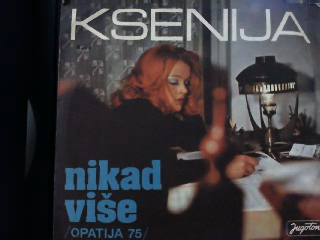 KSENIJA
nikad
više
/OPATIJA 75/
Jugoton